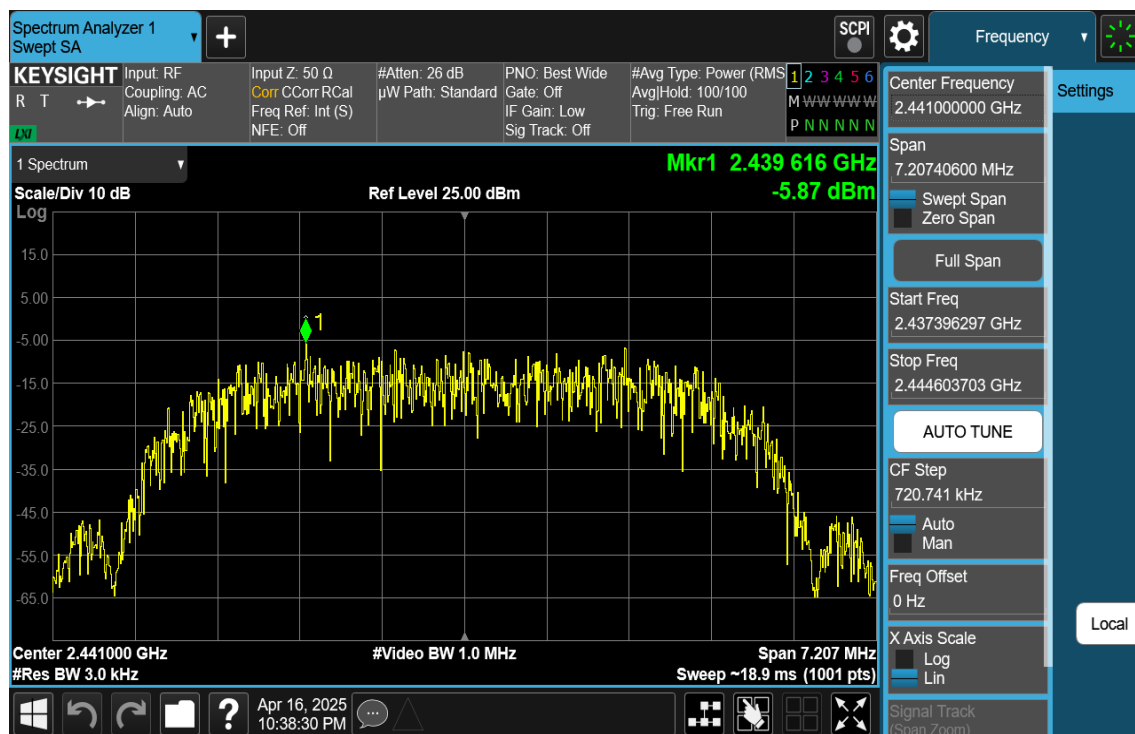 Spectrum Analyzer 1
Swept SA
+
SCPI
Frequency
KEYSIGHT
R T
LXI
Input: RF
Coupling: AC
Align: Auto
Input Z: 50 Ω
Corr CCorr RCal
Freq Ref: Int (S)
NFE: Off
#Atten: 26 dB
µW Path: Standard
PNO: Best Wide
Gate: Off
IF Gain: Low
Sig Track: Off
#Avg Type: Power (RMS
Avg|Hold: 100/100
Trig: Free Run
1 2 3 4 5 6
M W W W W W
P N N N N N
1 Spectrum
Mkr1 2.439 616 GHz
-5.87 dBm
Scale/Div 10 dB
Ref Level 25.00 dBm
Log
15.0
5.00
-5.00
-15.0
-25.0
-35.0
-45.0
-55.0
-65.0
1
Center 2.441000 GHz
#Video BW 1.0 MHz
Span 7.207 MHz
#Res BW 3.0 kHz
Sweep ~18.9 ms (1001 pts)
Apr 16, 2025
10:38:30 PM
?
Center Frequency
2.441000000 GHz
Settings
Span
7.20740600 MHz
Swept Span
Zero Span
Full Span
Start Freq
2.437396297 GHz
Stop Freq
2.444603703 GHz
AUTO TUNE
CF Step
720.741 kHz
Auto
Man
Freq Offset
0 Hz
Local
X Axis Scale
Log
Lin
Signal Track
(Span Zoom)